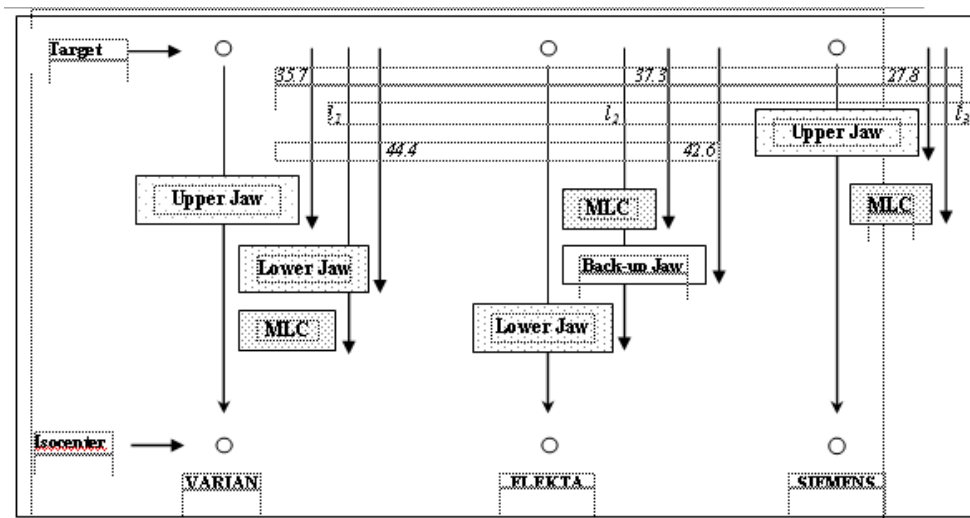 Target
35.7 37.3 27.8
l1 l2 l3
Upper Jaw
44.4 42.6
Upper Jaw
MLC
MLC
Lower Jaw
Back-up Jaw
MLC
Lower Jaw
Isocenter
VARIAN ELEKTA SIEMENS